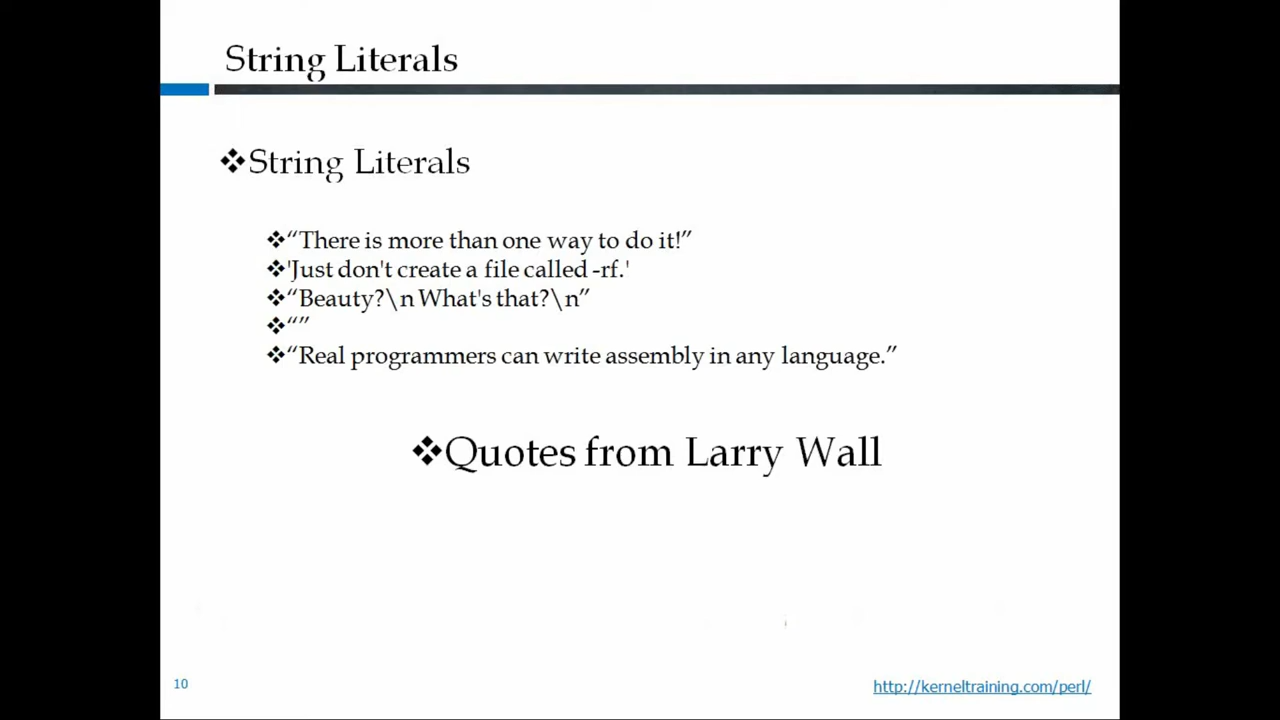 String Literals
❖String Literals
❖“There is more than one way to do it!”
❖'Just don't create a file called -rf.'
❖“Beauty?\n What's that?\n”
❖“”
❖“Real programmers can write assembly in any language.”
❖Quotes from Larry Wall
10
http://kerneltraining.com/perl/